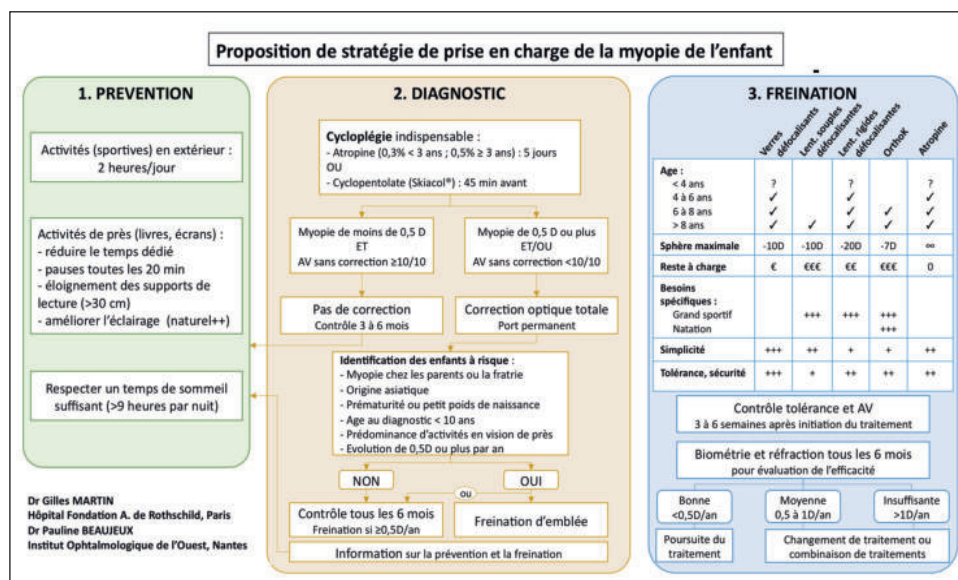 Proposition de stratégie de prise en charge de la myopie de l'enfant
1. PREVENTION
Activités (sportives) en extérieur :
2 heures/jour
Activités de près (livres, écrans) :
- réduire le temps dédié
- pauses toutes les 20 min
- éloignement des supports de
lecture (>30 cm)
- améliorer l'éclairage (naturel++)
Respecter un temps de sommeil
suffisant (>9 heures par nuit)
Dr Gilles MARTIN
Hôpital Fondation A. de Rothschild, Paris
Dr Pauline BEAUJEUX
Institut Ophtalmologique de l'Ouest, Nantes
2. DIAGNOSTIC
Cycloplégie indispensable :
- Atropine (0,3% < 3 ans ; 0,5% ≥ 3 ans) : 5 jours
OU
- Cyclopentolate (Skiacol®) : 45 min avant
Myopie de moins de 0,5 D
ET
AV sans correction ≥10/10
Myopie de 0,5 D ou plus
ET/OU
AV sans correction <10/10
Pas de correction
Contrôle 3 à 6 mois
Correction optique totale
Port permanent
Identification des enfants à risque :
- Myopie chez les parents ou la fratrie
- Origine asiatique
- Prématurité ou petit poids de naissance
- Age au diagnostic < 10 ans
- Prédominance d'activités en vision de près
- Evolution de 0,5D ou plus par an
NON
OUI
ou
Contrôle tous les 6 mois
Freination si ≥0,5D/an
Freination d'emblée
Information sur la prévention et la freination
3. FREINATION
Verres défocalisants
Lent. souples défocalisantes
Lent. rigides défocalisantes
OrthoK
Atropine
Age :
< 4 ans ? ? ?
4 à 6 ans ✓ ✓ ✓
6 à 8 ans ✓ ✓ ✓ ✓
> 8 ans ✓ ✓ ✓ ✓ ✓
Sphère maximale -10D -10D -20D -7D ∞
Reste à charge € €€€ €€ €€€ 0
Besoins
spécifiques :
Grand sportif +++ +++ +++
Natation +++
Simplicité +++ ++ + + ++
Tolérance, sécurité +++ + ++ ++ ++
Contrôle tolérance et AV
3 à 6 semaines après initiation du traitement
Biométrie et réfraction tous les 6 mois
pour évaluation de l'efficacité
Bonne
<0,5D/an
Moyenne
0,5 à 1D/an
Insuffisante
>1D/an
Poursuite du
traitement
Changement de traitement ou
combinaison de traitements